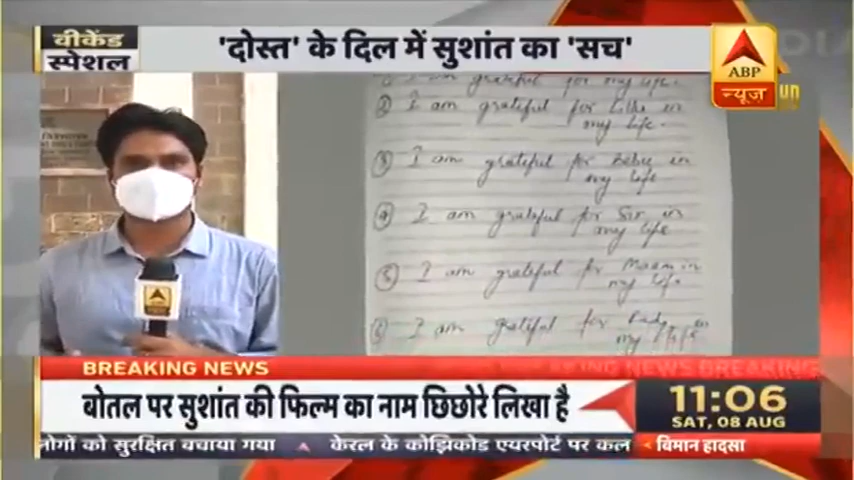 वीकेंड
स्पेशल
'दोस्त' के दिल में सुशांत का 'सच'
ABP
न्यूज़
I am grateful for my life.
② I am grateful for Lillu in
my life.
③ I am grateful for Bebu in
my life
④ I am grateful for Sir in
my life
⑤ I am grateful for Maam in
my life
⑥ I am grateful for in
my life
BREAKING NEWS
बोतल पर सुशांत की फिल्म का नाम छिछोरे लिखा है
11:06
SAT, 08 AUG
लोगों को सुरक्षित बचाया गया केरल के कोझिकोड एयरपोर्ट पर कल विमान हादसा